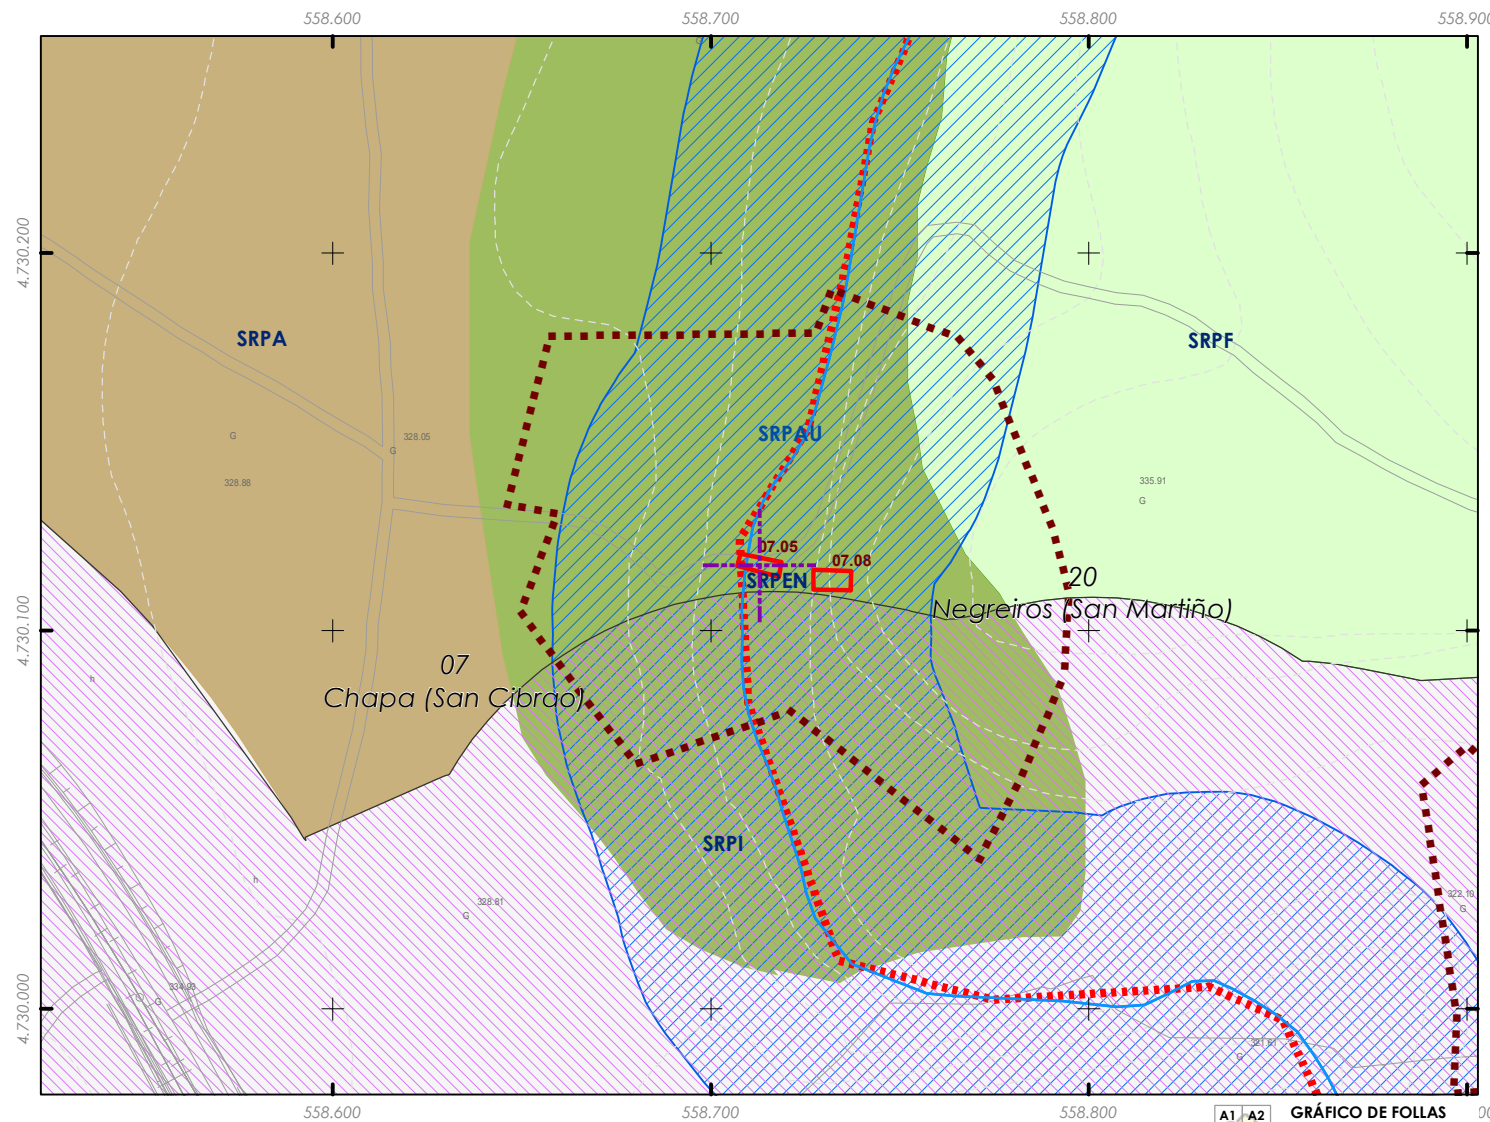 558.600
558.700
558.800
558.900
4.730.200
SRPA
SRPF
328.05
G
G
SRPAU
328.88
335.91
G
07.05
07.08
SRPEN
20
Negreiros (San Martiño)
4.730.100
07
Chapa (San Cibrao)
h
SRPI
h
328.81
G
322.10
G
334.93
G
4.730.000
321.61
G
558.600
558.700
558.800
A1 A2
GRÁFICO DE FOLLAS